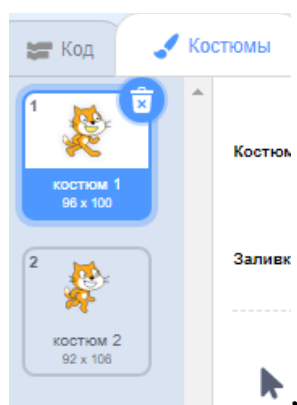 Код
Костюмы
1
костюм 1
96 x 100
2
костюм 2
92 x 106
Костюм
Заливк